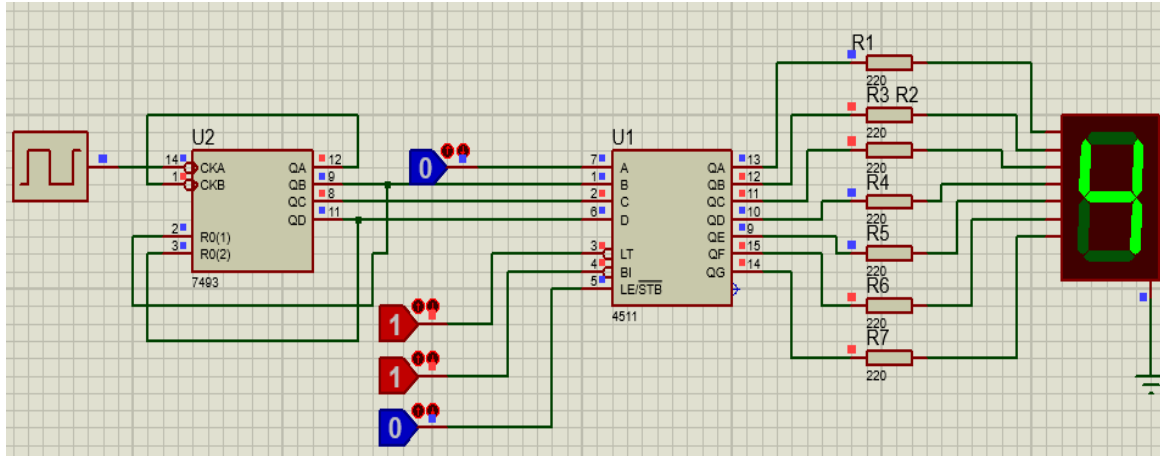 U2
14 CKA QA 12
1 CKB QB 9
QC 8
QD 11
2 R0(1)
3 R0(2)
7493
0
1
1
0
U1
7 A QA 13
1 B QB 12
2 C QC 11
6 D QD 10
QE 9
3 LT QF 15
4 BI QG 14
5 LE/STB
4511
R1
220
R3 R2
220
220
R4
220
R5
220
R6
220
R7
220
4